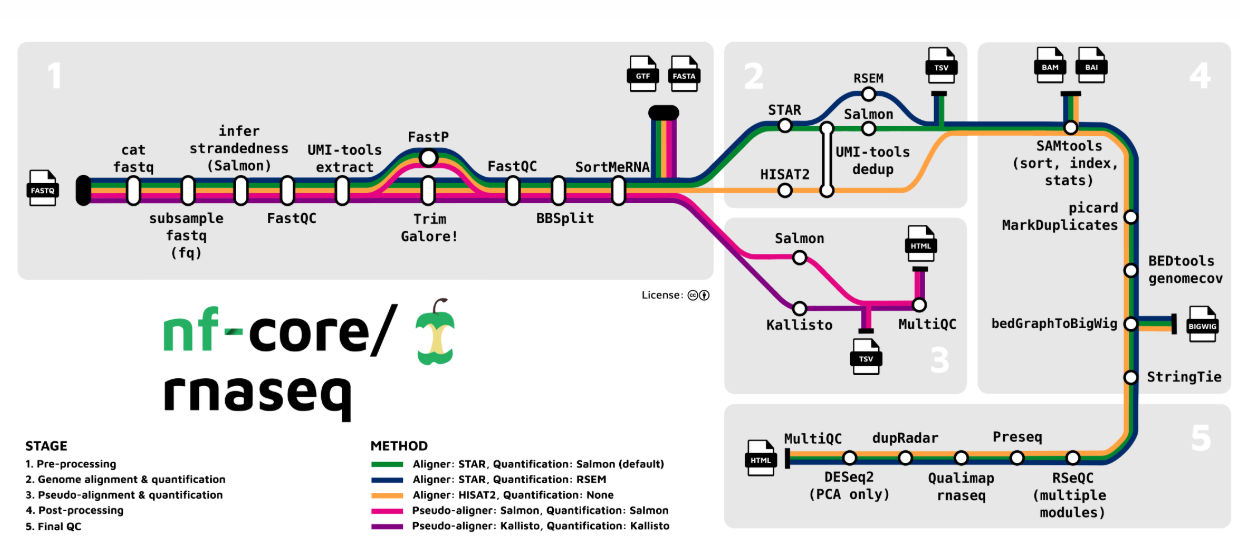 1
FASTQ
cat
fastq
subsample
fastq
(fq)
infer
strandedness
(Salmon)
FastQC
UMI-tools
extract
FastP
Trim
Galore!
FastQC
BBSplit
SortMeRNA
GTF
FASTA
License:
cc
2
STAR
RSEM
Salmon
HISAT2
UMI-tools
dedup
TSV
3
Salmon
Kallisto
TSV
HTML
MultiQC
4
BAM
BAI
SAMtools
(sort, index,
stats)
picard
MarkDuplicates
BEDtools
genomecov
bedGraphToBigWig
BIGWIG
StringTie
5
HTML
MultiQC
DESeq2
(PCA only)
dupRadar
Qualimap
rnaseq
Preseq
RSeQC
(multiple
modules)
nf-core/
rnaseq
STAGE
1. Pre-processing
2. Genome alignment & quantification
3. Pseudo-alignment & quantification
4. Post-processing
5. Final QC
METHOD
Aligner: STAR, Quantification: Salmon (default)
Aligner: STAR, Quantification: RSEM
Aligner: HISAT2, Quantification: None
Pseudo-aligner: Salmon, Quantification: Salmon
Pseudo-aligner: Kallisto, Quantification: Kallisto